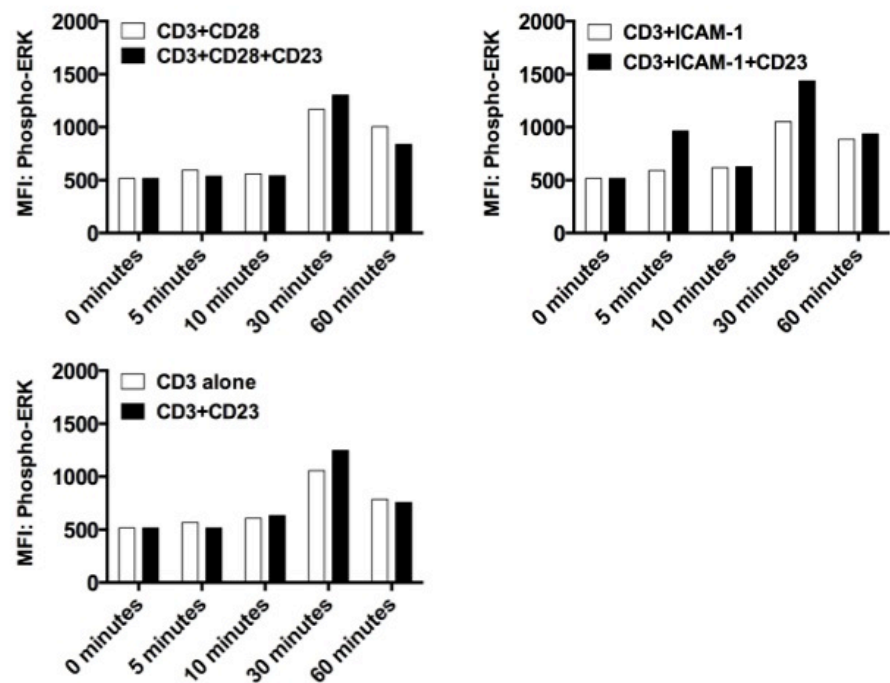 2000
1500
1000
500
0
MFI: Phospho-ERK
CD3+CD28
CD3+CD28+CD23
0 minutes
5 minutes
10 minutes
30 minutes
60 minutes
2000
1500
1000
500
0
MFI: Phospho-ERK
CD3+ICAM-1
CD3+ICAM-1+CD23
0 minutes
5 minutes
10 minutes
30 minutes
60 minutes
2000
1500
1000
500
0
MFI: Phospho-ERK
CD3 alone
CD3+CD23
0 minutes
5 minutes
10 minutes
30 minutes
60 minutes